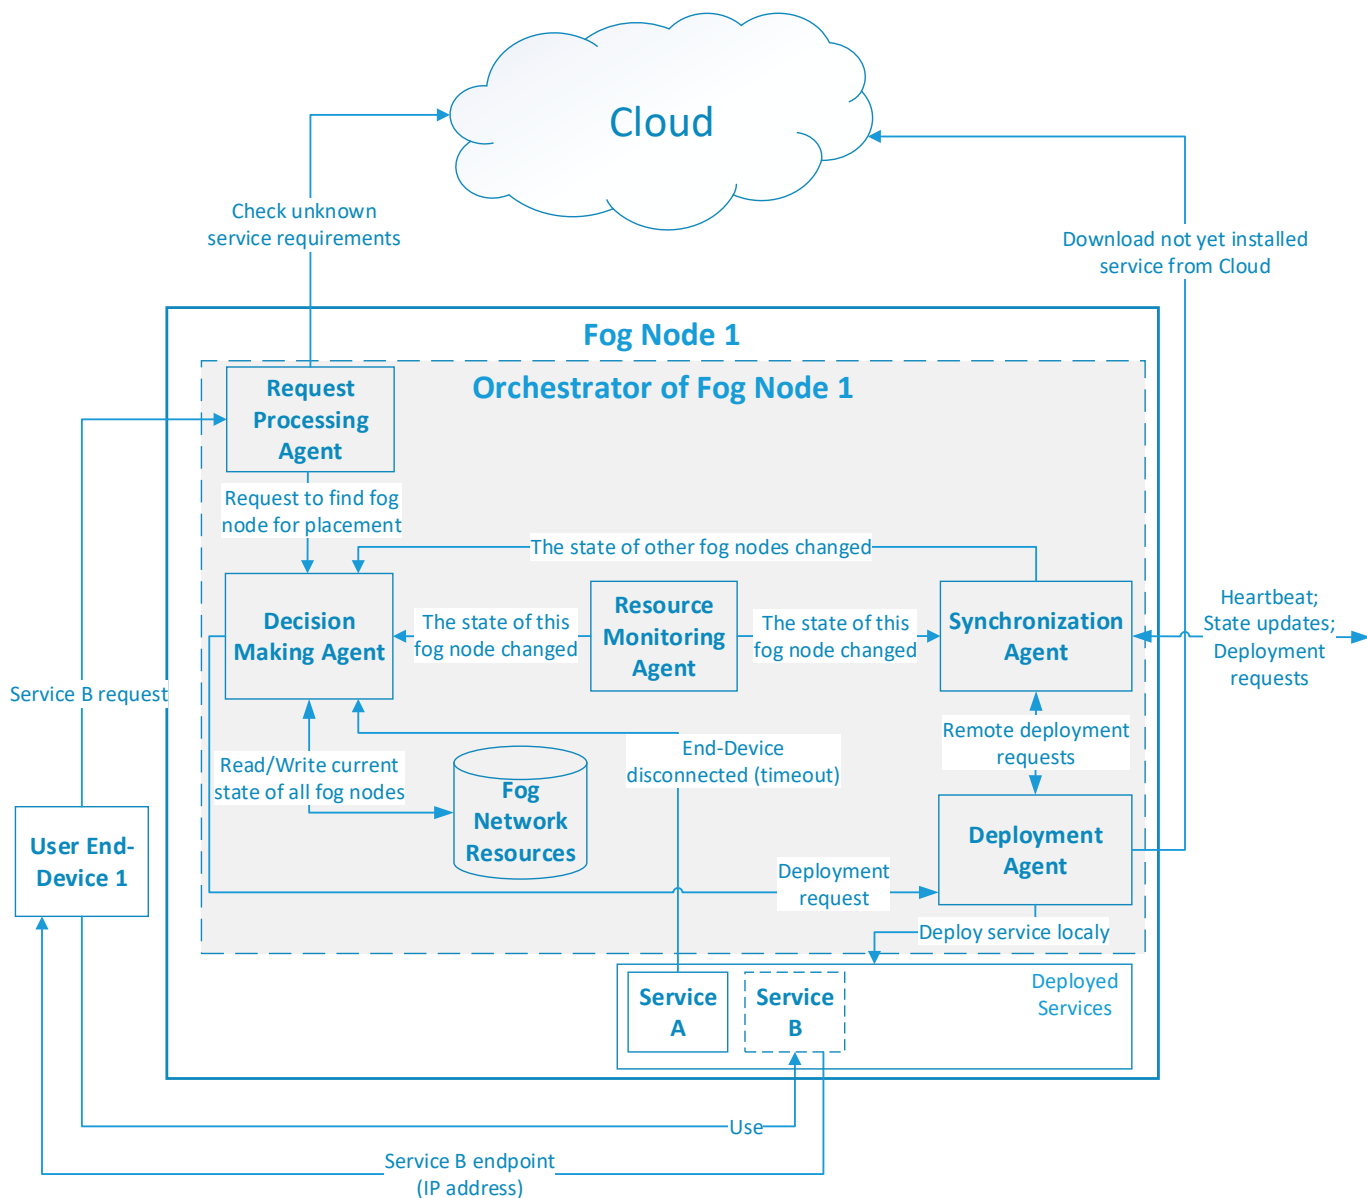 Cloud
Check unknown
service requirements
Download not yet installed
service from Cloud
Fog Node 1
Orchestrator of Fog Node 1
Request
Processing
Agent
Request to find fog
node for placement
The state of other fog nodes changed
Decision
Making Agent
The state of this
fog node changed
Resource
Monitoring
Agent
The state of this
fog node changed
Synchronization
Agent
Heartbeat;
State updates;
Deployment
requests
Service B request
Read/Write current
state of all fog nodes
End-Device
disconnected (timeout)
Remote deployment
requests
Fog
Network
Resources
User End-
Device 1
Deployment
Agent
Deployment
request
Deploy service localy
Service
A
Service
B
Deployed
Services
Use
Service B endpoint
(IP address)